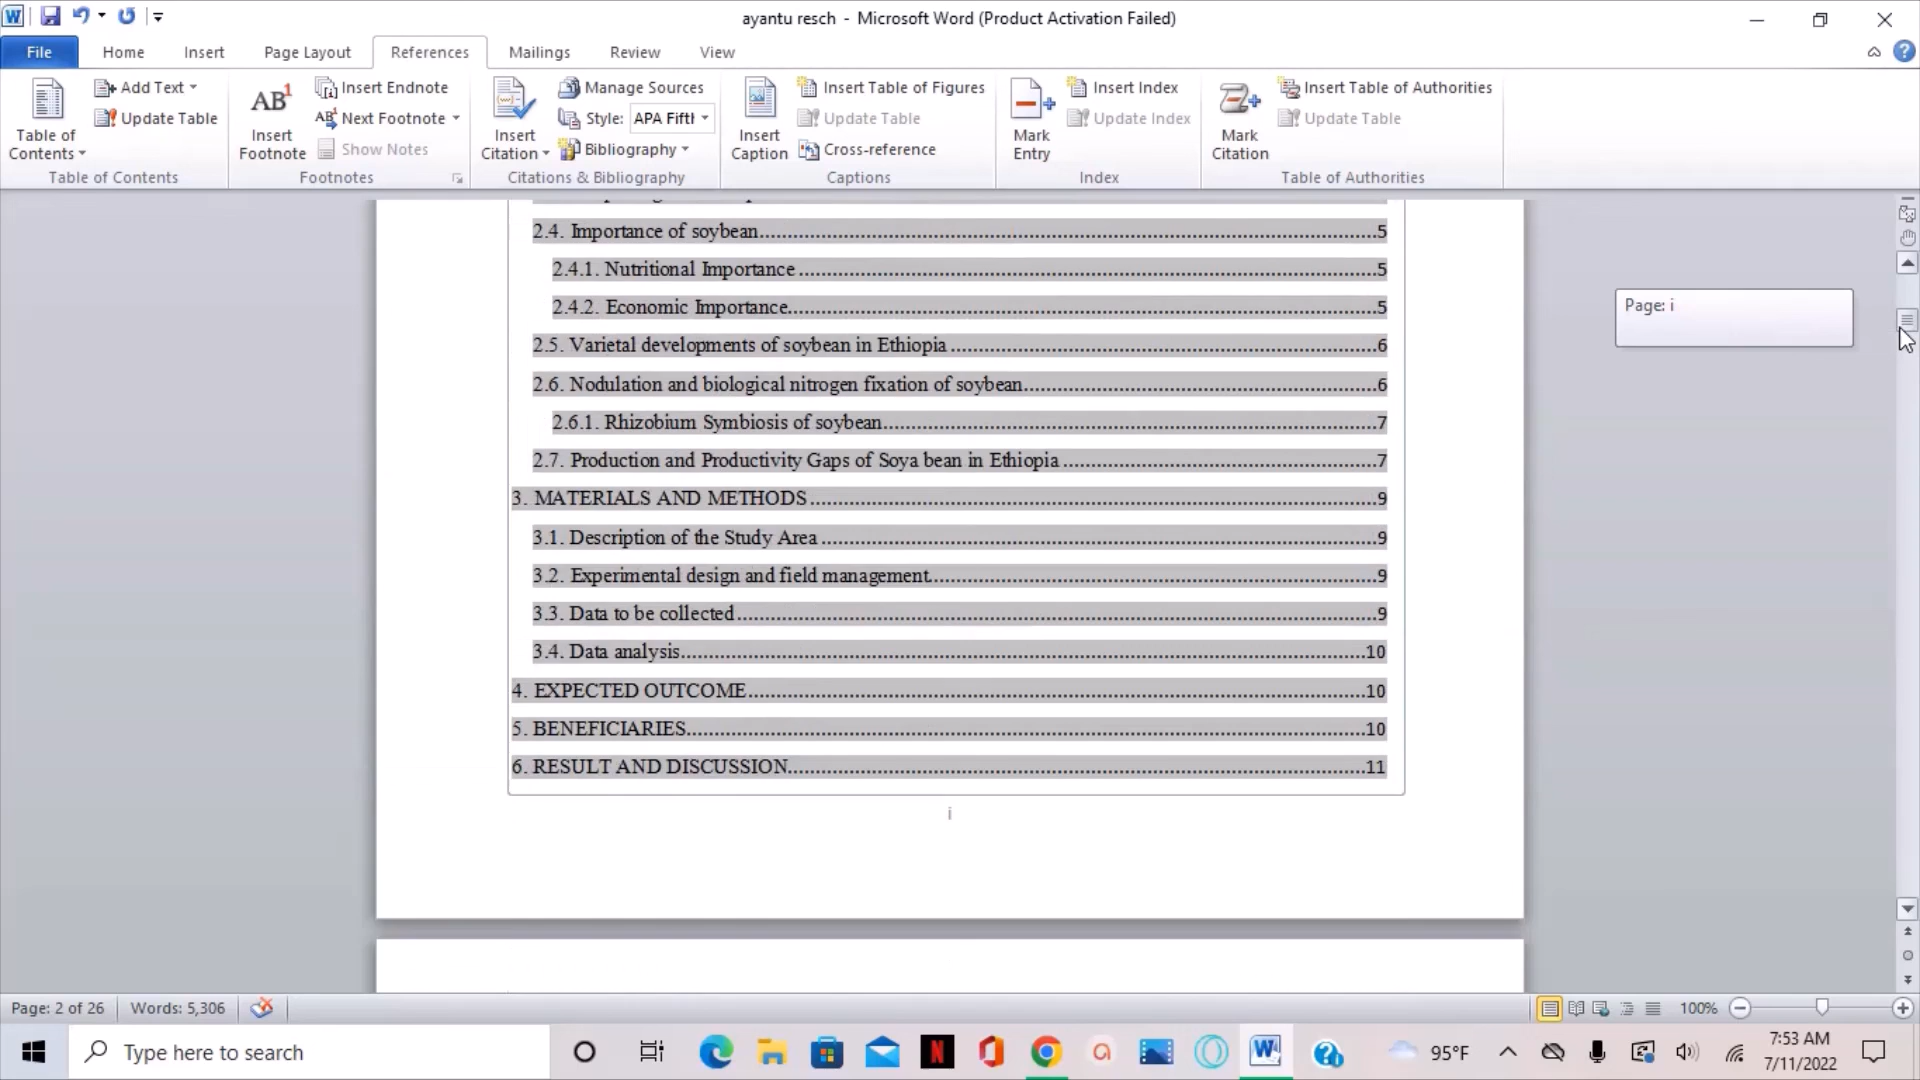 ayantu resch - Microsoft Word (Product Activation Failed)
File Home Insert Page Layout References Mailings Review View
Table of Contents
Add Text
Update Table
Table of Contents
AB1 Insert Footnote
Insert Endnote
AB1 Next Footnote
Show Notes
Footnotes
Insert Citation
Manage Sources
Style: APA Fifth
Bibliography
Citations & Bibliography
Insert Caption
Insert Table of Figures
Update Table
Cross-reference
Captions
Mark Entry
Insert Index
Update Index
Index
Mark Citation
Insert Table of Authorities
Update Table
Table of Authorities
2.4. Importance of soybean....................5
2.4.1. Nutritional Importance....................5
2.4.2. Economic Importance....................5
2.5. Varietal developments of soybean in Ethiopia....................6
2.6. Nodulation and biological nitrogen fixation of soybean....................6
2.6.1. Rhizobium Symbiosis of soybean....................7
2.7. Production and Productivity Gaps of Soya bean in Ethiopia....................7
3. MATERIALS AND METHODS....................9
3.1. Description of the Study Area....................9
3.2. Experimental design and field management....................9
3.3. Data to be collected....................9
3.4. Data analysis....................10
4. EXPECTED OUTCOME....................10
5. BENEFICIARIES....................10
6. RESULT AND DISCUSSION....................11
i
Page: i
Page: 2 of 26 Words: 5,306 100%
Type here to search
95°F
7:53 AM
7/11/2022